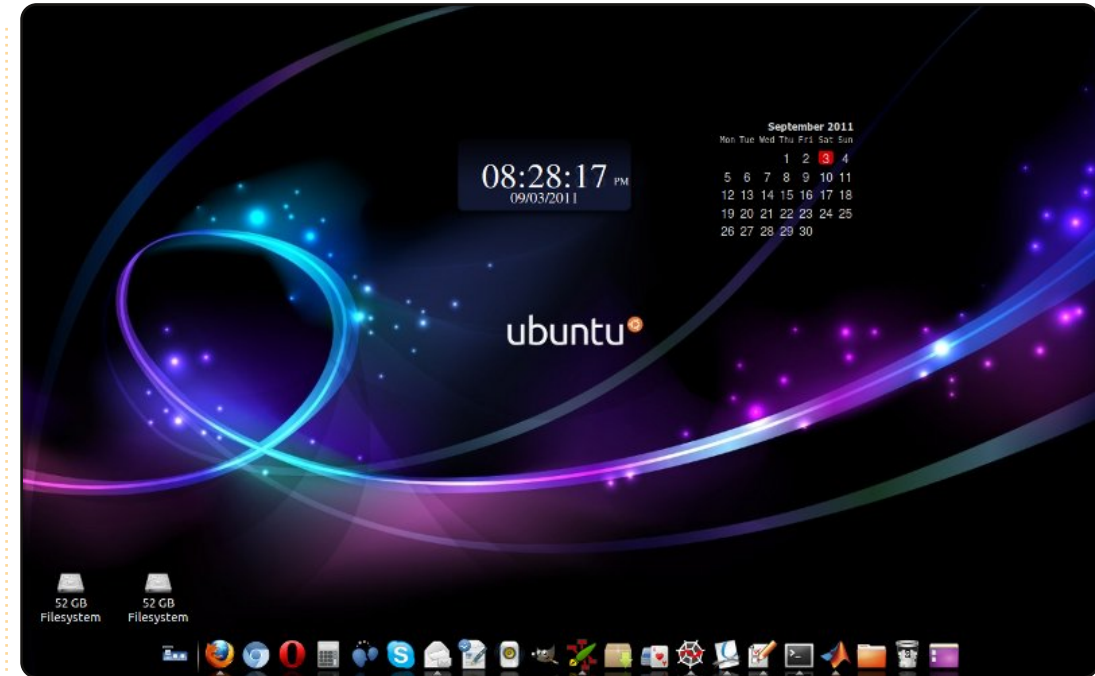 September 2011
Mon Tue Wed Thu Fri Sat Sun
1 2 3 4
5 6 7 8 9 10 11
12 13 14 15 16 17 18
19 20 21 22 23 24 25
26 27 28 29 30
08:28:17 PM
09/03/2011
ubuntu
52 GB Filesystem
52 GB Filesystem